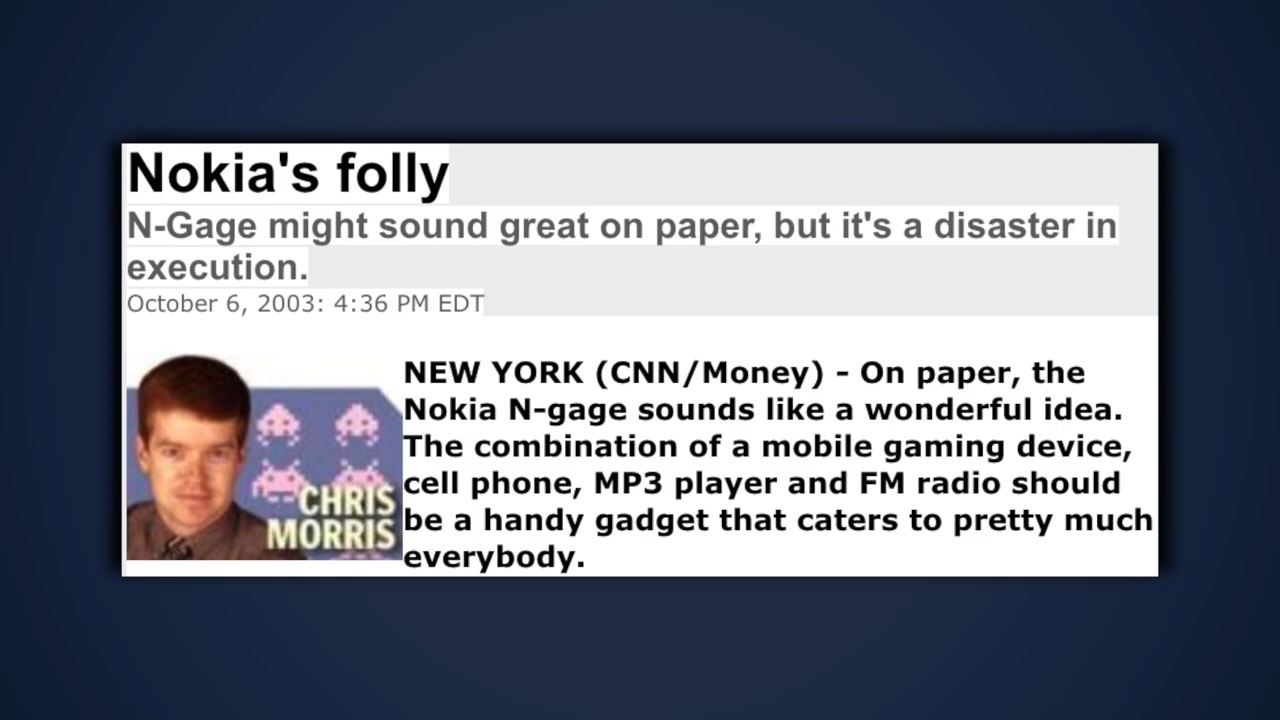 Nokia's folly
N-Gage might sound great on paper, but it's a disaster in
execution.
October 6, 2003: 4:36 PM EDT
NEW YORK (CNN/Money) – On paper, the
Nokia N-gage sounds like a wonderful idea.
The combination of a mobile gaming device,
cell phone, MP3 player and FM radio should
be a handy gadget that caters to pretty much
everybody.
CHRIS
MORRIS